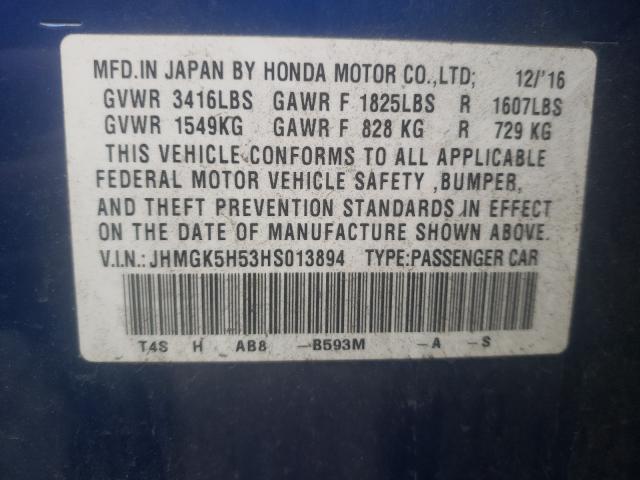 MFD.IN JAPAN BY HONDA MOTOR CO.,LTD; 12/'16
GVWR 3416LBS GAWR F 1825LBS R 1607LBS
GVWR 1549KG GAWR F 828 KG R 729 KG
THIS VEHICLE CONFORMS TO ALL APPLICABLE
FEDERAL MOTOR VEHICLE SAFETY ,BUMPER,
AND THEFT PREVENTION STANDARDS IN EFFECT
ON THE DATE OF MANUFACTURE SHOWN ABOVE.
V.I.N.: JHMGK5H53HS013894 TYPE:PASSENGER CAR
T4S H AB8 -B593M -A -S